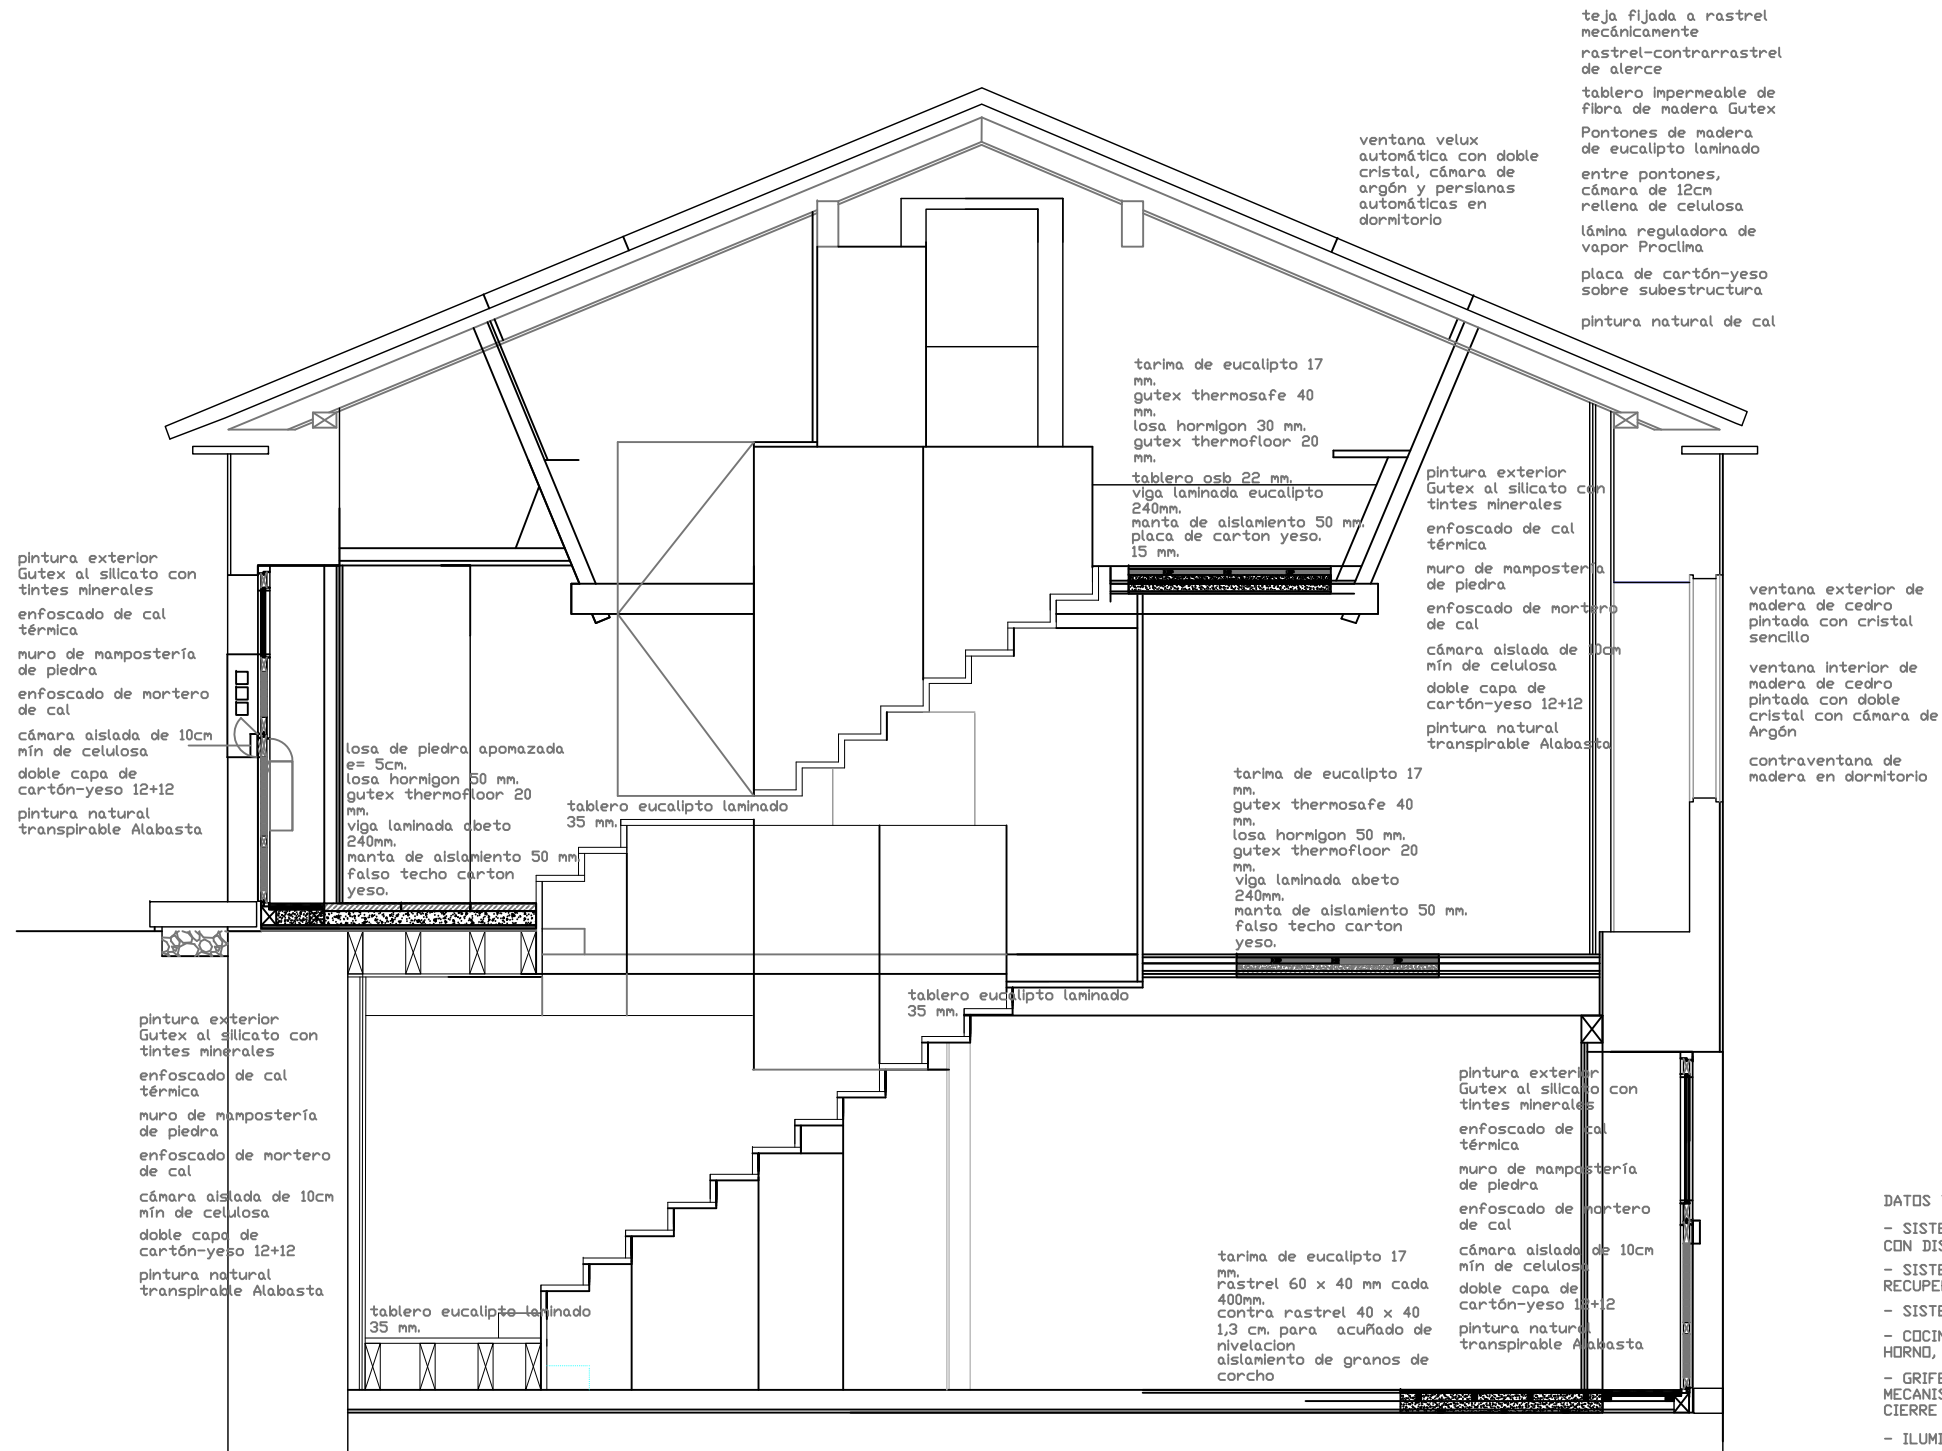 teja fijada a rastrel
mecánicamente
rastrel-contrarrastrel
de alerce
tablero impermeable de
fibra de madera Gutex
Pontones de madera
de eucalipto laminado
entre pontones,
cámara de 12cm
rellena de celulosa
lámina reguladora de
vapor Proclima
placa de cartón-yeso
sobre subestructura
pintura natural de cal
ventana velux
automática con doble
cristal, cámara de
argón y persianas
automáticas en
dormitorio
tarima de eucalipto 17
mm.
gutex thermosafe 40
mm.
losa hormigon 30 mm.
gutex thermofloor 20
mm.
tablero osb 22 mm.
viga laminada eucalipto
240mm.
manta de aislamiento 50 mm.
placa de carton yeso.
15 mm.
pintura exterior
Gutex al silicato con
tintes minerales
enfoscado de cal
térmica
muro de mampostería
de piedra
enfoscado de mortero
de cal
cámara aislada de 10cm
mín de celulosa
doble capa de
cartón-yeso 12+12
pintura natural
transpirable Alabasta
ventana exterior de
madera de cedro
pintada con cristal
sencillo
ventana interior de
madera de cedro
pintada con doble
cristal con cámara de
Argón
contraventana de
madera en dormitorio
pintura exterior
Gutex al silicato con
tintes minerales
enfoscado de cal
térmica
muro de mampostería
de piedra
enfoscado de mortero
de cal
cámara aislada de 10cm
mín de celulosa
doble capa de
cartón-yeso 12+12
pintura natural
transpirable Alabasta
losa de piedra apomazada
e= 5cm.
losa hormigon 50 mm.
gutex thermofloor 20
mm.
viga laminada abeto
240mm.
manta de aislamiento 50 mm.
falso techo carton
yeso.
tablero eucalipto laminado
35 mm.
tarima de eucalipto 17
mm.
gutex thermosafe 40
mm.
losa hormigon 50 mm.
gutex thermofloor 20
mm.
viga laminada abeto
240mm.
manta de aislamiento 50 mm.
falso techo carton
yeso.
tablero eucalipto laminado
35 mm.
pintura exterior
Gutex al silicato con
tintes minerales
enfoscado de cal
térmica
muro de mampostería
de piedra
enfoscado de mortero
de cal
cámara aislada de 10cm
mín de celulosa
doble capa de
cartón-yeso 12+12
pintura natural
transpirable Alabasta
tablero eucalipto laminado
35 mm.
tarima de eucalipto 17
mm.
rastrel 60 x 40 mm cada
400mm.
contra rastrel 40 x 40
1,3 cm. para acuñado de
nivelacion
aislamiento de granos de
corcho
pintura exterior
Gutex al silicato con
tintes minerales
enfoscado de cal
térmica
muro de mampostería
de piedra
enfoscado de mortero
de cal
cámara aislada de 10cm
mín de celulosa
doble capa de
cartón-yeso 12+12
pintura natural
transpirable Alabasta
DATOS
- SISTE
CON DIS
- SISTE
RECUPE
- SISTE
- COCIN
HORNO,
- GRIFE
MECANIS
CIERRE
- ILUMI